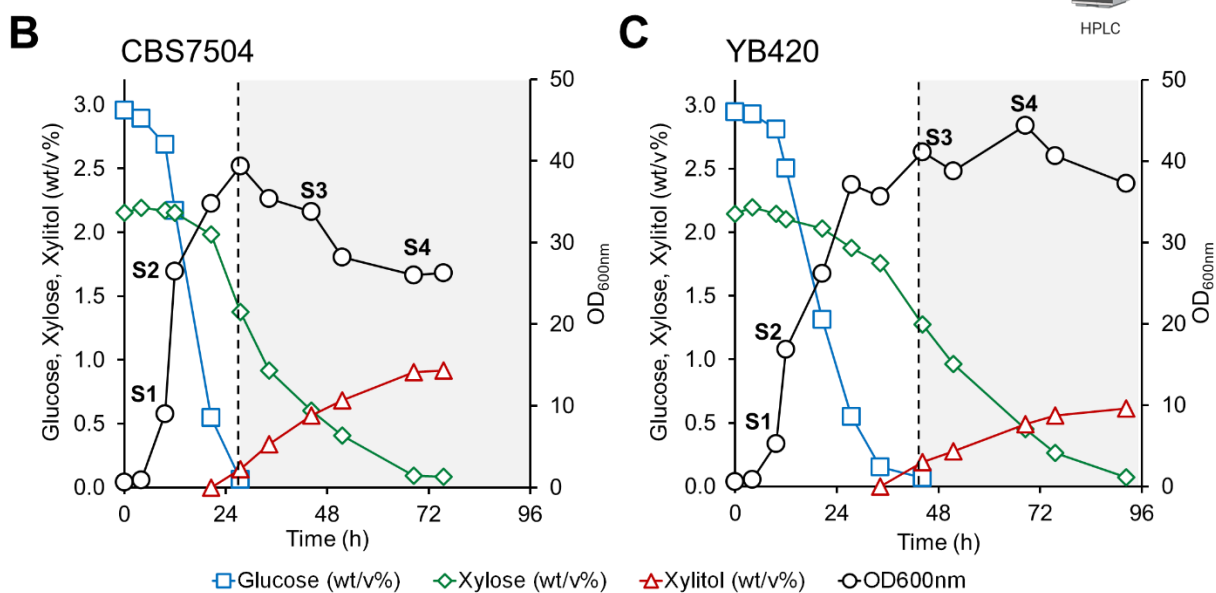 HPLC
B
CBS7504
Glucose, Xylose, Xylitol (wt/v%)
3.0
2.5
2.0
1.5
1.0
0.5
0.0
S1
S2
S3
S4
50
40
30
20
10
0
OD600nm
0 24 48 72 96
Time (h)
C
YB420
Glucose, Xylose, Xylitol (wt/v%)
3.0
2.5
2.0
1.5
1.0
0.5
0.0
S1
S2
S3
S4
50
40
30
20
10
0
OD600nm
0 24 48 72 96
Time (h)
Glucose (wt/v%) Xylose (wt/v%) Xylitol (wt/v%) OD600nm